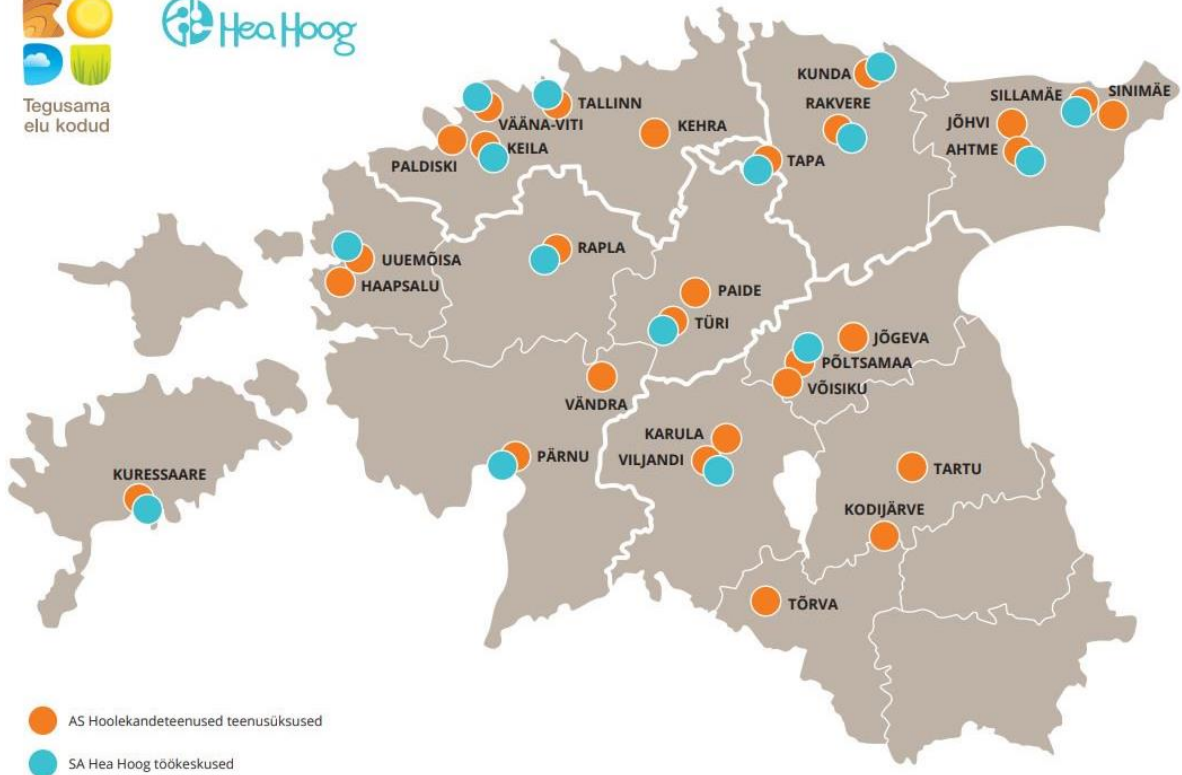 KODU
Tegusama
elu kodud
Hea Hoog
KUNDA
TALLINN
RAKVERE
SILLAMÄE
SINIMÄE
VÄÄNA-VITI
KEHRA
JÕHVI
KEILA
AHTME
PALDISKI
TAPA
UUEMÕISA
RAPLA
HAAPSALU
PAIDE
TÜRI
JÕGEVA
PÕLTSAMAA
VÕISIKU
VÄNDRA
KARULA
PÄRNU
VILJANDI
TARTU
KURESSAARE
KODIJÄRVE
TÕRVA
AS Hoolekandeteenused teenusüksused
SA Hea Hoog töökeskused